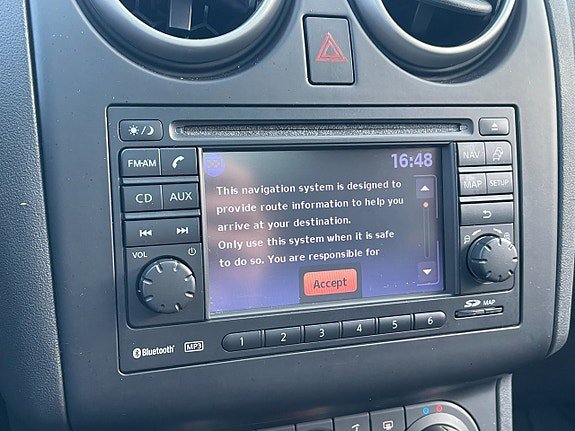 16:48
FM·AM
NAV
CD
AUX
MAP
SETUP
This navigation system is designed to
provide route information to help you
arrive at your destination.
Only use this system when it is safe
to do so. You are responsible for
Accept
VOL
SD MAP
1 2 3 4 5 6
Bluetooth
MP3